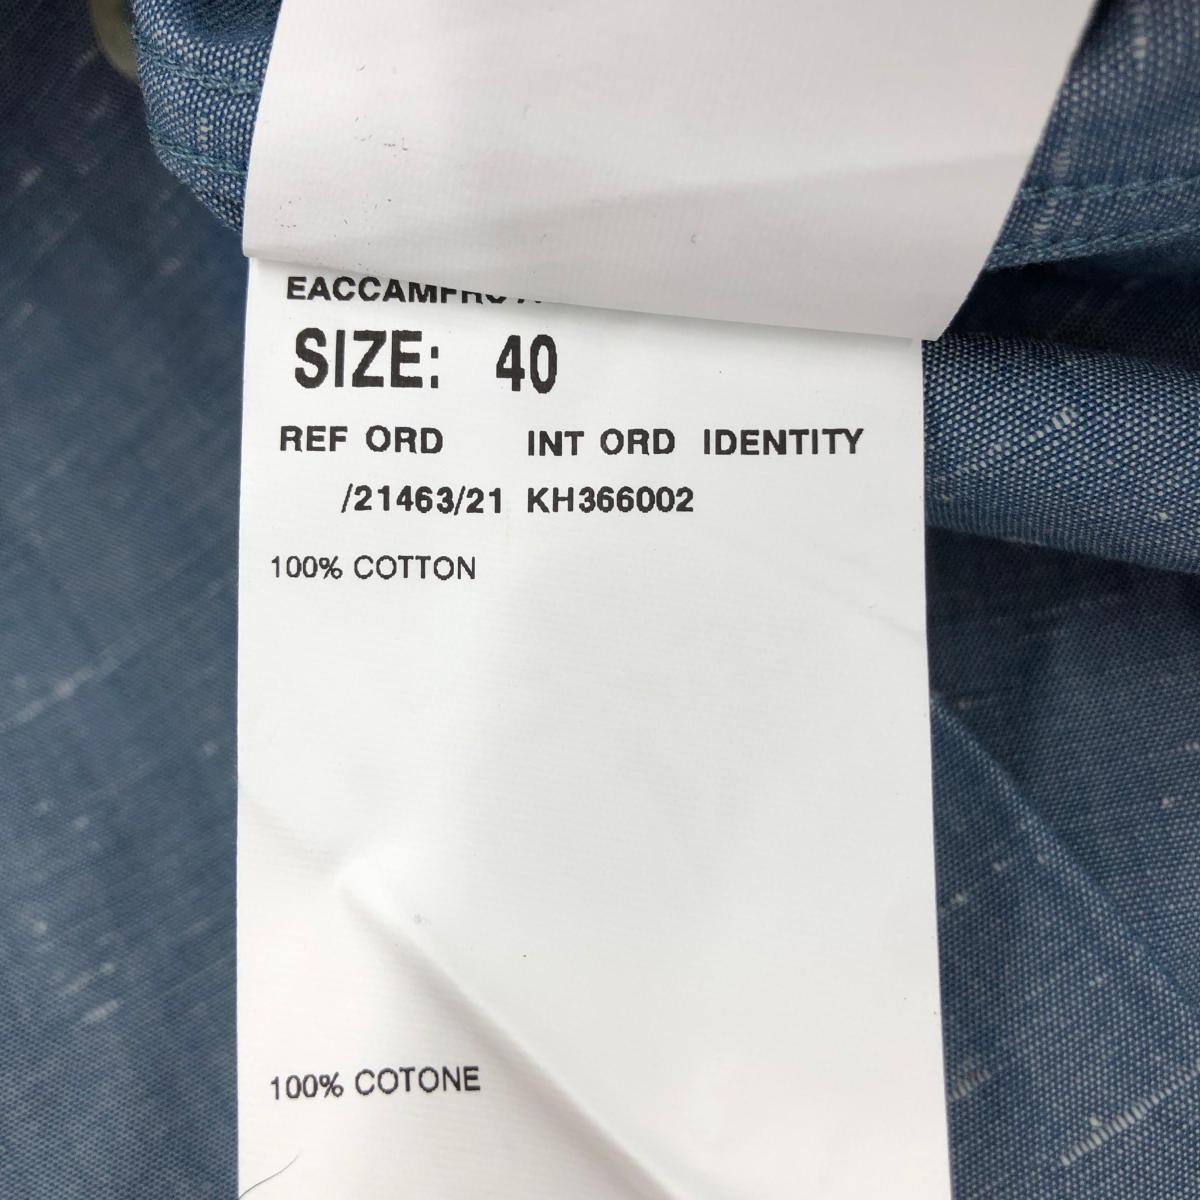 SIZE: 40
REF ORD INT ORD IDENTITY
/21463/21 KH366002
100% COTTON
100% COTONE